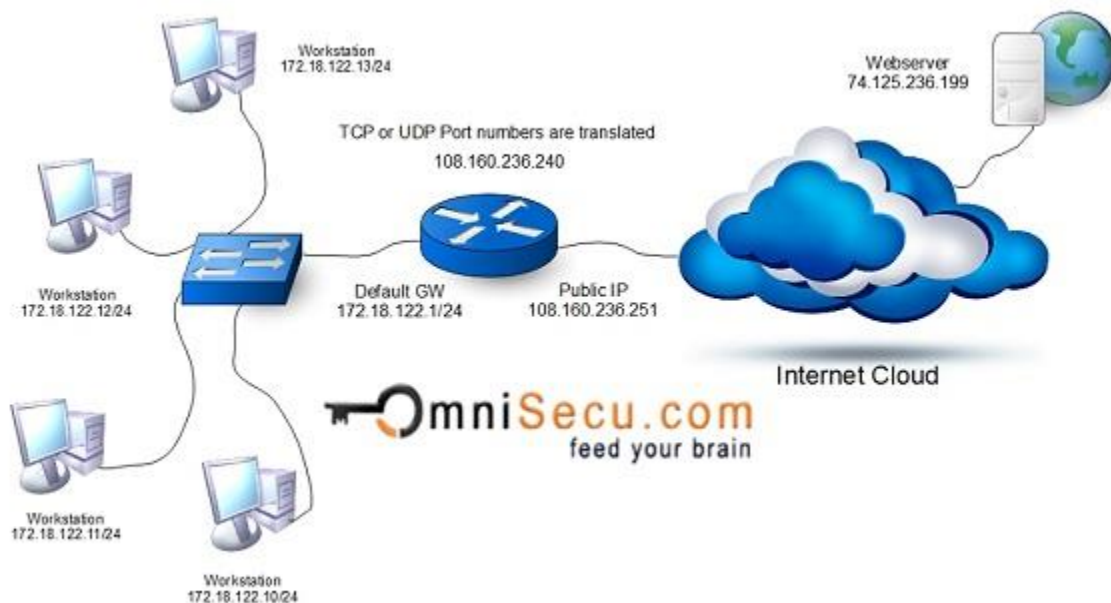 Workstation
172.18.122.13/24
Webserver
74.125.236.199
TCP or UDP Port numbers are translated
108.160.236.240
Workstation
172.18.122.12/24
Default GW
172.18.122.1/24
Public IP
108.160.236.251
Internet Cloud
OmniSecu.com
feed your brain
Workstation
172.18.122.11/24
Workstation
172.18.122.10/24